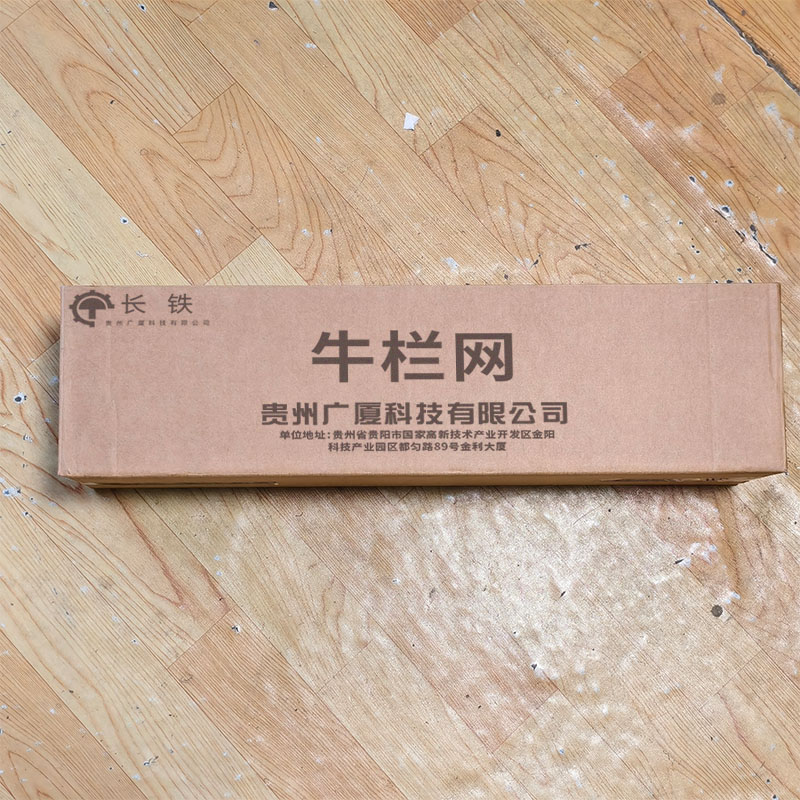 长铁
贵州广厦科技有限公司
牛栏网
贵州广厦科技有限公司
单位地址:贵州省贵阳市国家高新技术产业开发区金阳
科技产业园区都匀路89号金利大厦